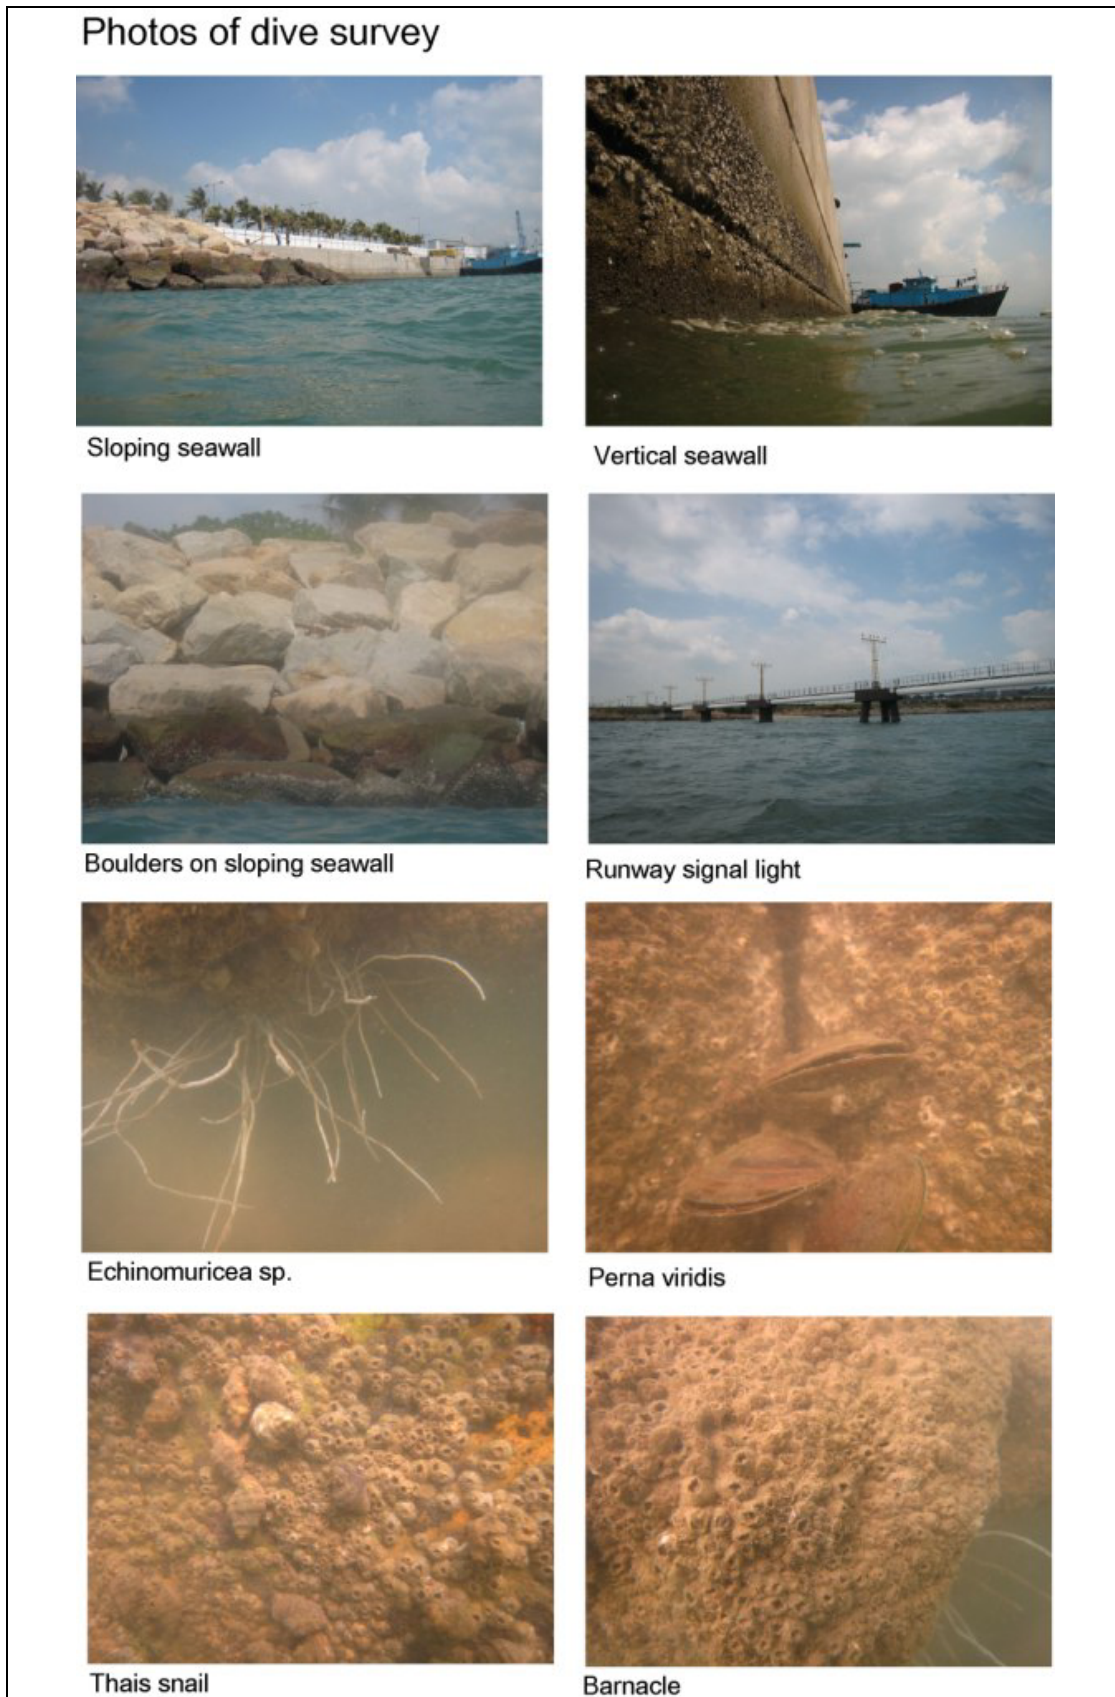 Photos of dive survey
Sloping seawall
Vertical seawall
Boulders on sloping seawall
Runway signal light
Echinomuricea sp.
Perna viridis
Thais snail
Barnacle